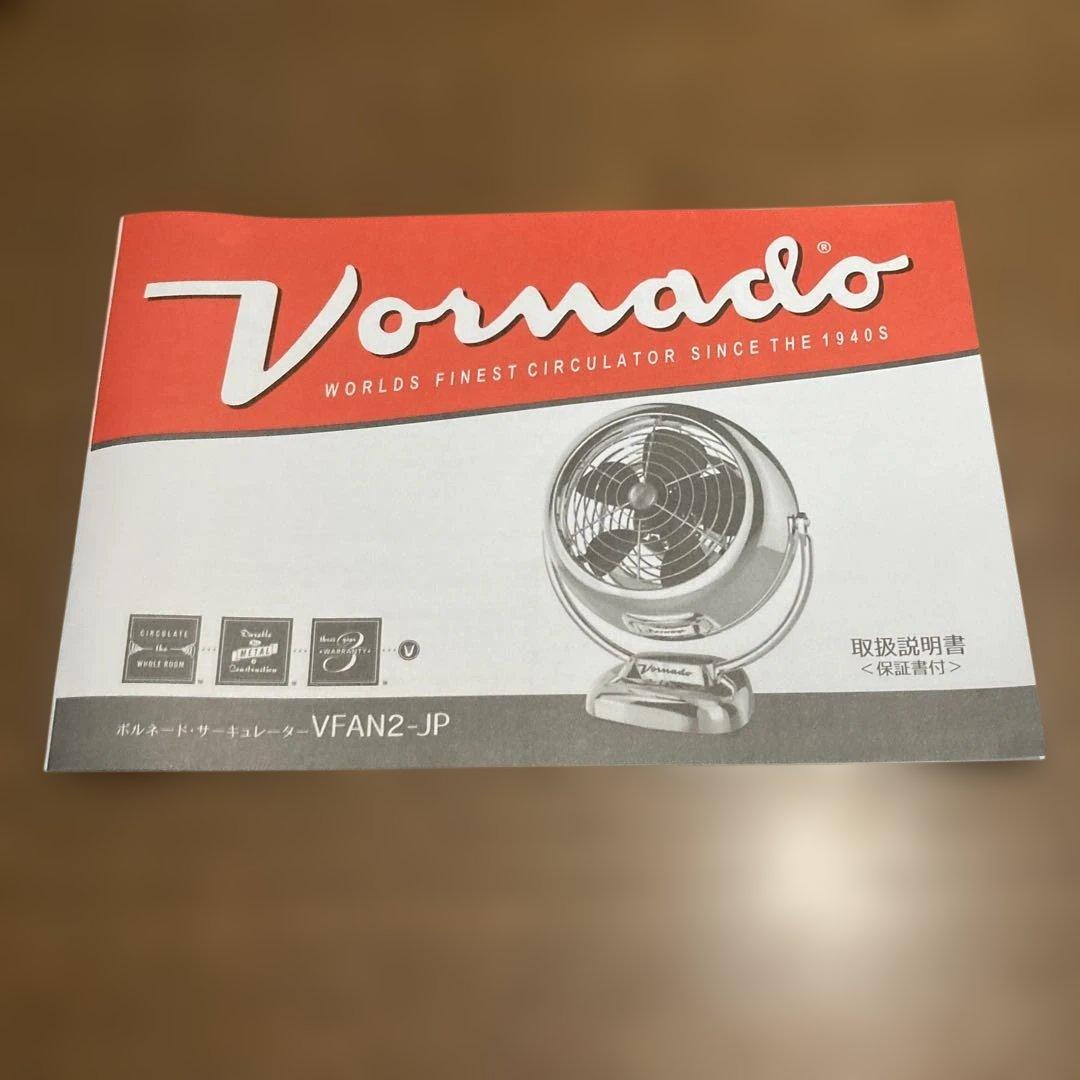 Vornado®
WORLDS FINEST CIRCULATOR SINCE THE 1940S
CIRCULATE
the
WHOLE ROOM
Durable
METAL
Construction
three year
3
WARRANTY
V
Vornado
取扱説明書
<保証書付>
ボルネード・サーキュレーター VFAN2-JP